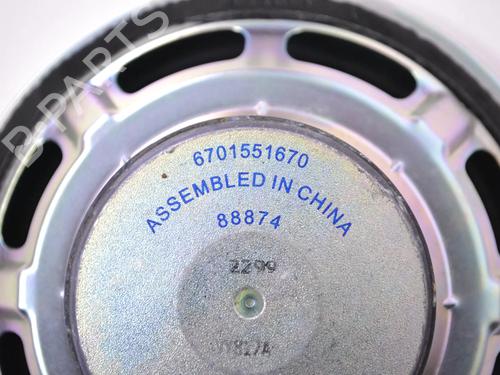 6701551670
ASSEMBLED IN CHINA
88874
2299
B-PARTS